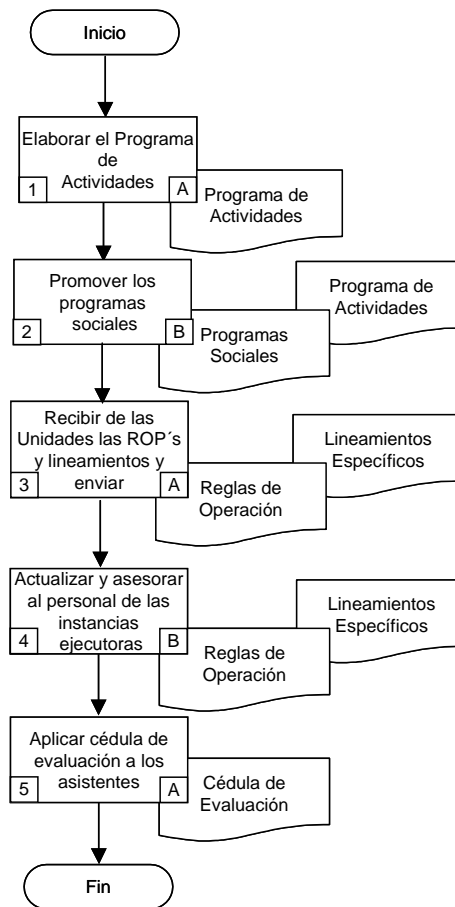 Inicio
Elaborar el Programa
de
Actividades
1
A
Programa de
Actividades
Promover los
programas
sociales
2
B
Programas
Sociales
Programa de
Actividades
Recibir de las
Unidades las ROP´s
y lineamientos y
enviar
3
A
Reglas de
Operación
Lineamientos
Específicos
Actualizar y asesorar
al personal de las
instancias
ejecutoras
4
B
Reglas de
Operación
Lineamientos
Específicos
Aplicar cédula de
evaluación a los
asistentes
5
A
Cédula de
Evaluación
Fin